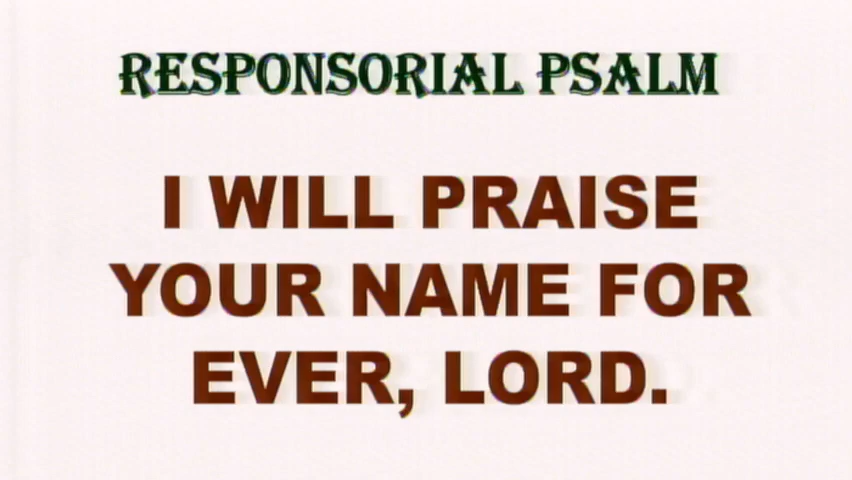 RESPONSORIAL PSALM
I WILL PRAISE
YOUR NAME FOR
EVER, LORD.